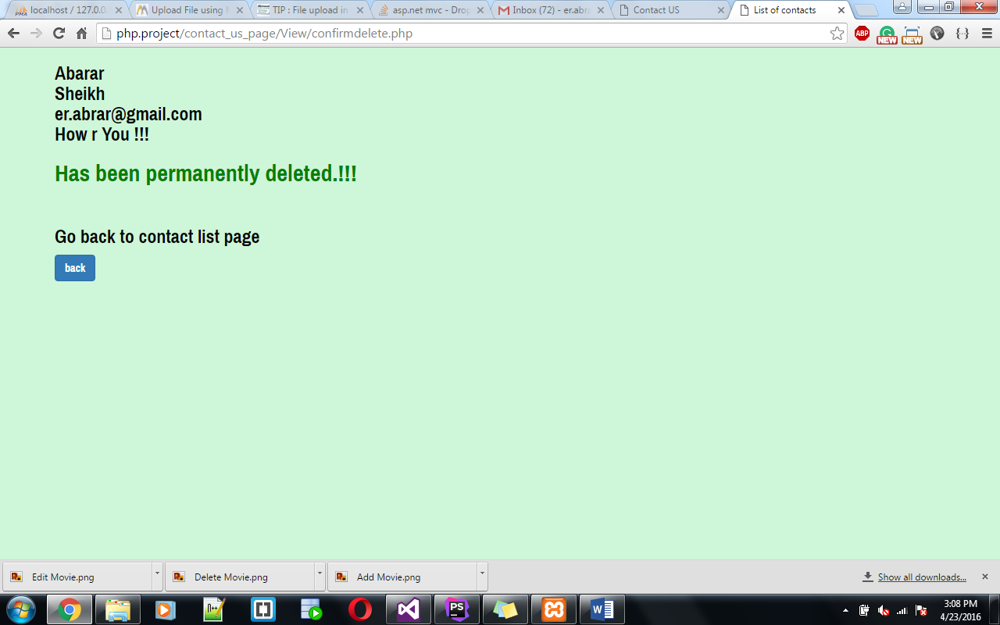 localhost / 127.0.0.
Upload File using M
TIP : File upload in
asp.net mvc - Drop
Inbox (72) - er.abra
Contact US
List of contacts
php.project/contact_us_page/View/confirmdelete.php
ABP
NEW
NEW
Abarar
Sheikh
er.abrar@gmail.com
How r You !!!
Has been permanently deleted.!!!
Go back to contact list page
back
Edit Movie.png
Delete Movie.png
Add Movie.png
Show all downloads...
PS
3:08 PM
4/23/2016